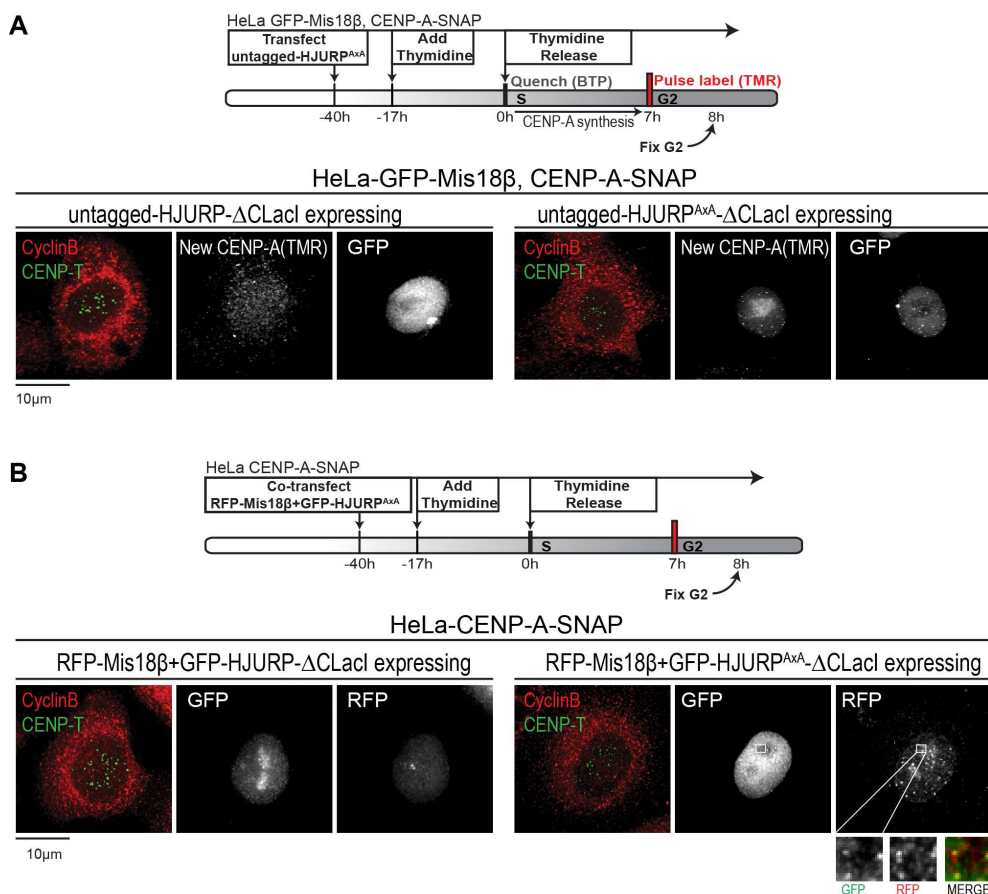 A
HeLa GFP-Mis18β, CENP-A-SNAP
Transfect
untagged-HJURPAxA
Add
Thymidine
Thymidine
Release
Quench (BTP)
Pulse label (TMR)
S
G2
CENP-A synthesis
-40h
-17h
0h
7h
8h
Fix G2
HeLa-GFP-Mis18β, CENP-A-SNAP
untagged-HJURP-ΔCLacI expressing
untagged-HJURPAxA-ΔCLacI expressing
CyclinB
CENP-T
New CENP-A(TMR)
GFP
CyclinB
CENP-T
New CENP-A(TMR)
GFP
10μm
B
HeLa CENP-A-SNAP
Co-transfect
RFP-Mis18β+GFP-HJURPAxA
Add
Thymidine
Thymidine
Release
S
G2
-40h
-17h
0h
7h
8h
Fix G2
HeLa-CENP-A-SNAP
RFP-Mis18β+GFP-HJURP-ΔCLacI expressing
RFP-Mis18β+GFP-HJURPAxA-ΔCLacI expressing
CyclinB
CENP-T
GFP
RFP
CyclinB
CENP-T
GFP
RFP
10μm
GFP
RFP
MERGE